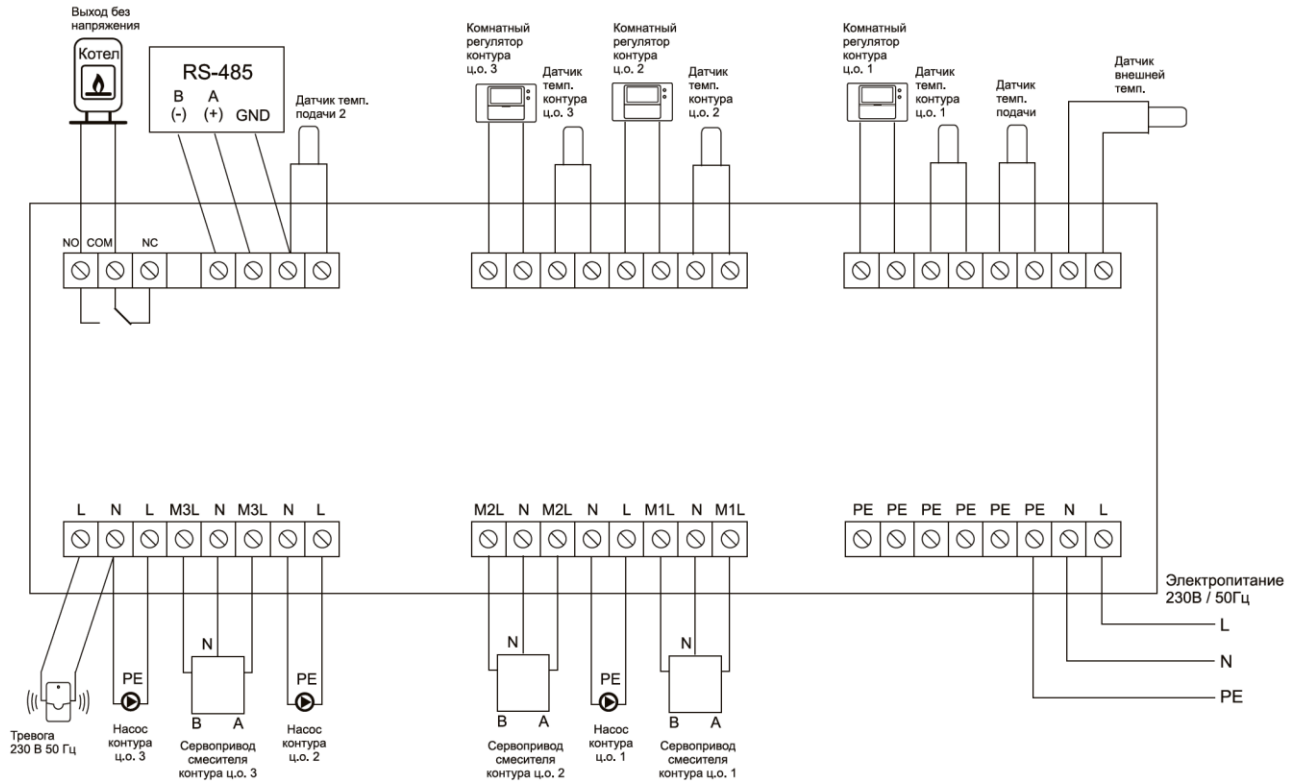 Выход без
напряжения
Котел
RS-485
B A
(-) (+) GND
Датчик темп.
подачи 2
Комнатный
регулятор
контура
ц.о. 3
Датчик
темп.
контура
ц.о. 3
Комнатный
регулятор
контура
ц.о. 2
Датчик
темп.
контура
ц.о. 2
Комнатный
регулятор
контура
ц.о. 1
Датчик
темп.
контура
ц.о. 1
Датчик
темп.
подачи
Датчик
внешней
темп.
NO COM NC
L N L M3L N M3L N L
M2L N M2L N L M1L N M1L
PE PE PE PE PE PE N L
Электропитание
230В / 50Гц
L
N
PE
Тревога
230 В 50 Гц
PE
Насос
контура
ц.о. 3
N
B A
Сервопривод
смесителя
контура ц.о. 3
PE
Насос
контура
ц.о. 2
N
B A
Сервопривод
смесителя
контура ц.о. 2
PE
Насос
контура
ц.о. 1
N
B A
Сервопривод
смесителя
контура ц.о. 1